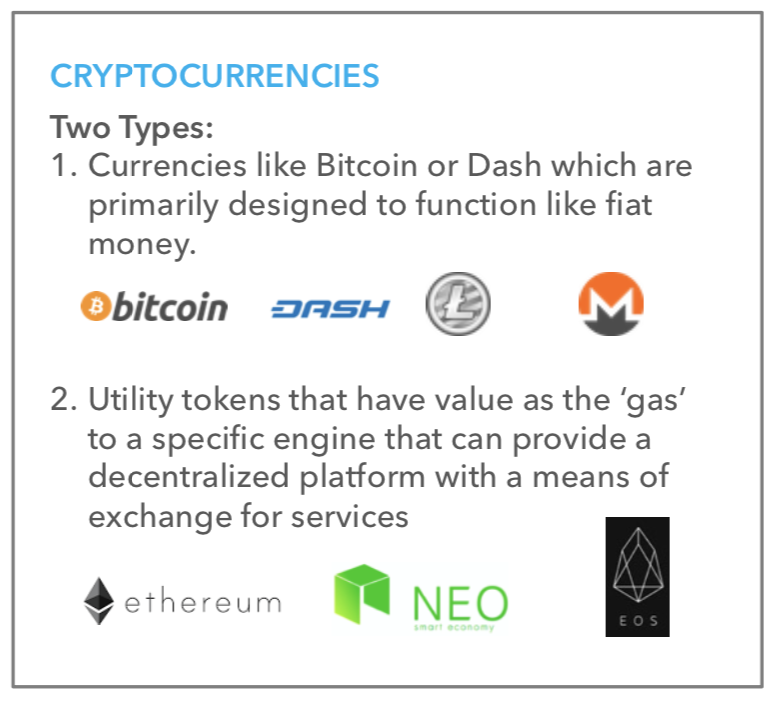 CRYPTOCURRENCIES
Two Types:
1. Currencies like Bitcoin or Dash which are
primarily designed to function like fiat
money.
bitcoin DASH
2. Utility tokens that have value as the ‘gas’
to a specific engine that can provide a
decentralized platform with a means of
exchange for services
ethereum NEO EOS
smart economy